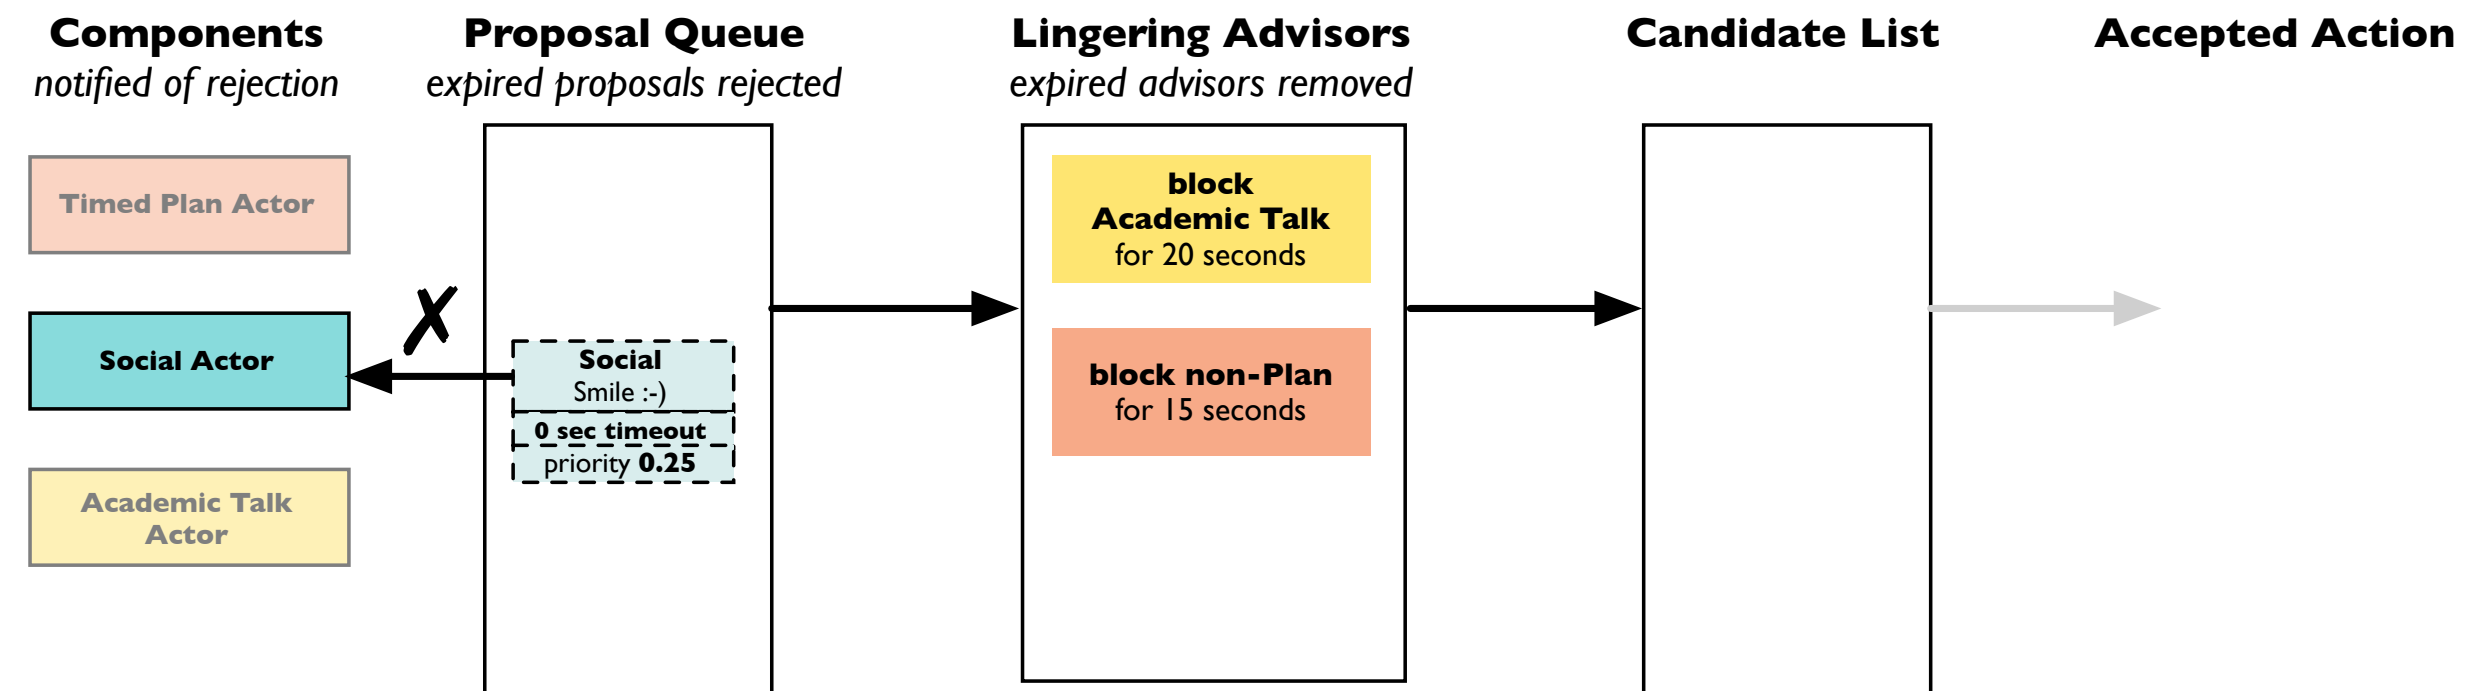 Components
notified of rejection
Proposal Queue
expired proposals rejected
Lingering Advisors
expired advisors removed
Candidate List
Accepted Action
Timed Plan Actor
Social Actor
Academic Talk
Actor
✗
Social
Smile :-)
0 sec timeout
priority 0.25
block
Academic Talk
for 20 seconds
block non-Plan
for 15 seconds